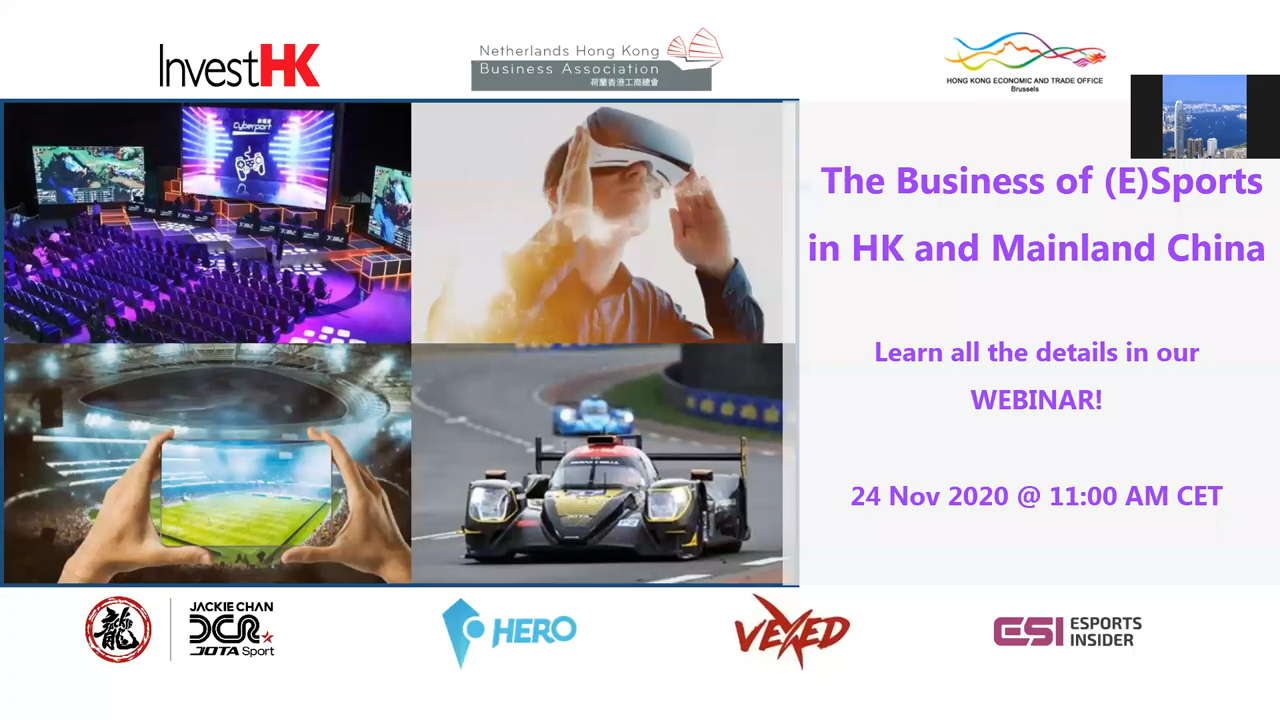 InvestHK
Netherlands Hong Kong
Business Association
荷蘭香港工商總會
HONG KONG ECONOMIC AND TRADE OFFICE
Brussels
cyberport
The Business of (E)Sports
in HK and Mainland China
Learn all the details in our
WEBINAR!
24 Nov 2020 @ 11:00 AM CET
JACKIE
龍
JACKIE CHAN
DCR
JOTA Sport
HERO
VEXED
ESI ESPORTS
INSIDER